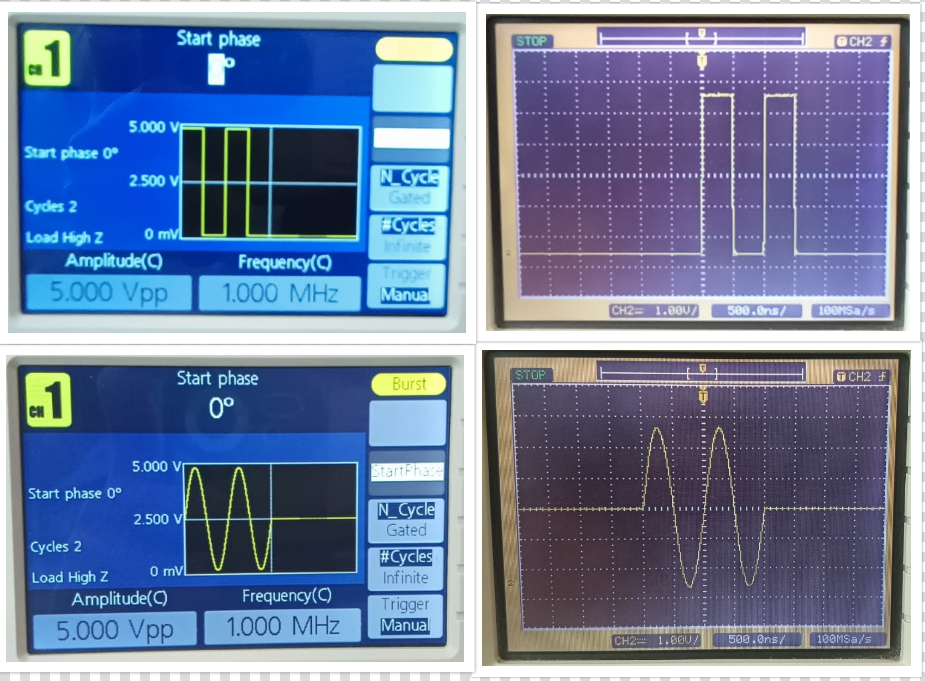 Start phase
CH 1
°
5.000 V
Start phase 0°
2.500 V
N_Cycle
Gated
Cycles 2
#Cycles
Infinite
Load High Z
0 mV
Amplitude(C)
Frequency(C)
Trigger
Manual
5.000 Vpp
1.000 MHz
STOP
T
T CH2
T
2
CH2 1.00V/
500.0ns/
100MSa/s
Start phase
Burst
CH 1
0°
5.000 V
StartPhase
Start phase 0°
2.500 V
N_Cycle
Gated
Cycles 2
#Cycles
Infinite
Load High Z
0 mV
Amplitude(C)
Frequency(C)
Trigger
Manual
5.000 Vpp
1.000 MHz
STOP
T
T CH2
T
2
CH2 1.00V/
500.0ns/
100MSa/s